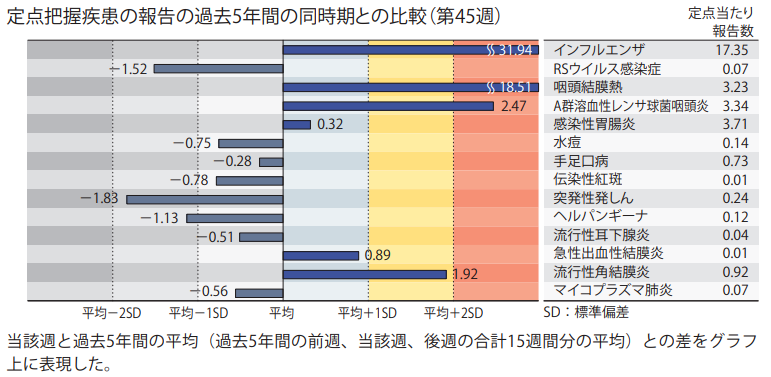 定点把握疾患の報告の過去5年間の同時期との比較(第45週)
定点当たり
報告数
31.94 インフルエンザ 17.35
−1.52 RSウイルス感染症 0.07
18.51 咽頭結膜熱 3.23
2.47 A群溶血性レンサ球菌咽頭炎 3.34
0.32 感染性胃腸炎 3.71
−0.75 水痘 0.14
−0.28 手足口病 0.73
−0.78 伝染性紅斑 0.01
−1.83 突発性発しん 0.24
−1.13 ヘルパンギーナ 0.12
−0.51 流行性耳下腺炎 0.04
0.89 急性出血性結膜炎 0.01
1.92 流行性角結膜炎 0.92
−0.56 マイコプラズマ肺炎 0.07
平均−2SD 平均−1SD 平均 平均+1SD 平均+2SD SD:標準偏差
当該週と過去5年間の平均(過去5年間の前週、当該週、後週の合計15週間分の平均)との差をグラフ
上に表現した。